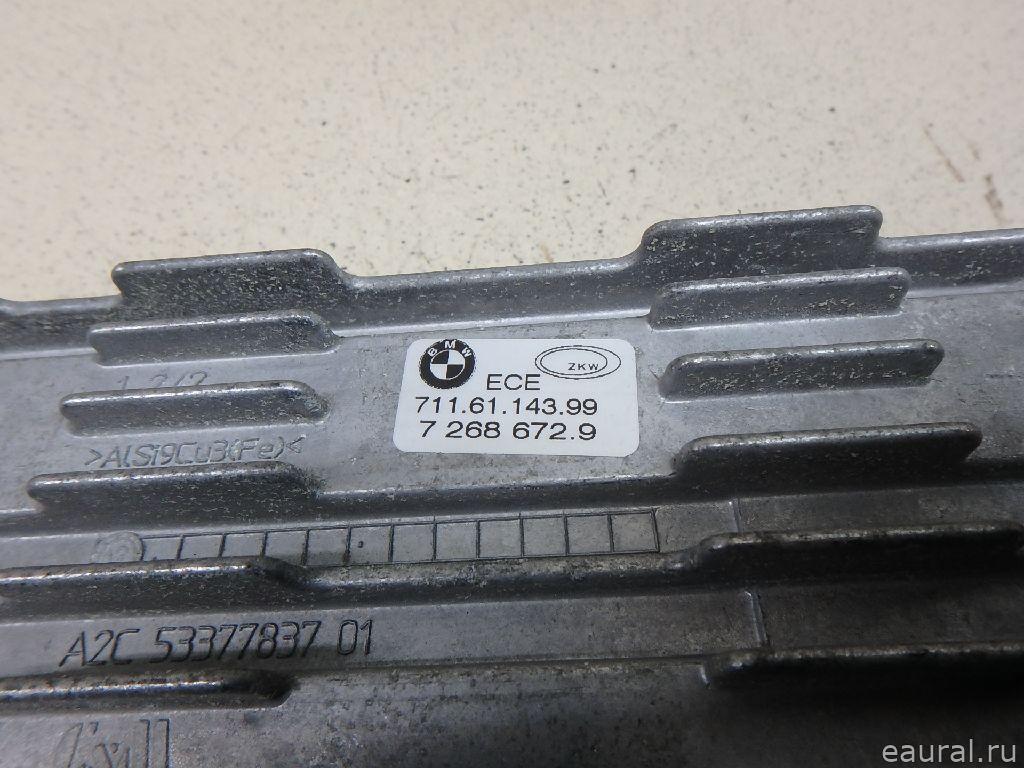 BMW
ZKW
ECE
711.61.143.99
7 268 672.9
>AlSi9Cu3(Fe)<
A2C 53377837 01
eaural.ru